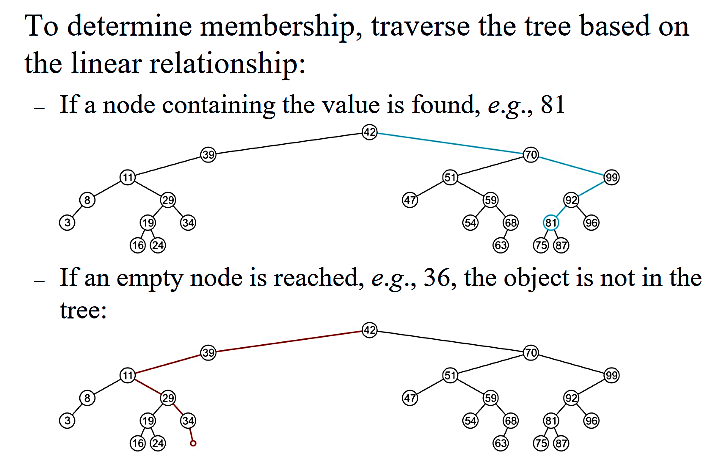 To determine membership, traverse the tree based on
the linear relationship:
– If a node containing the value is found, e.g., 81
42
39 70
11 51 99
8 29 47 59 92
3 19 34 54 68 81 96
16 24 63 75 87
– If an empty node is reached, e.g., 36, the object is not in the
tree:
42
39 70
11 51 99
8 29 47 59 92
3 19 34 54 68 81 96
16 24 63 75 87